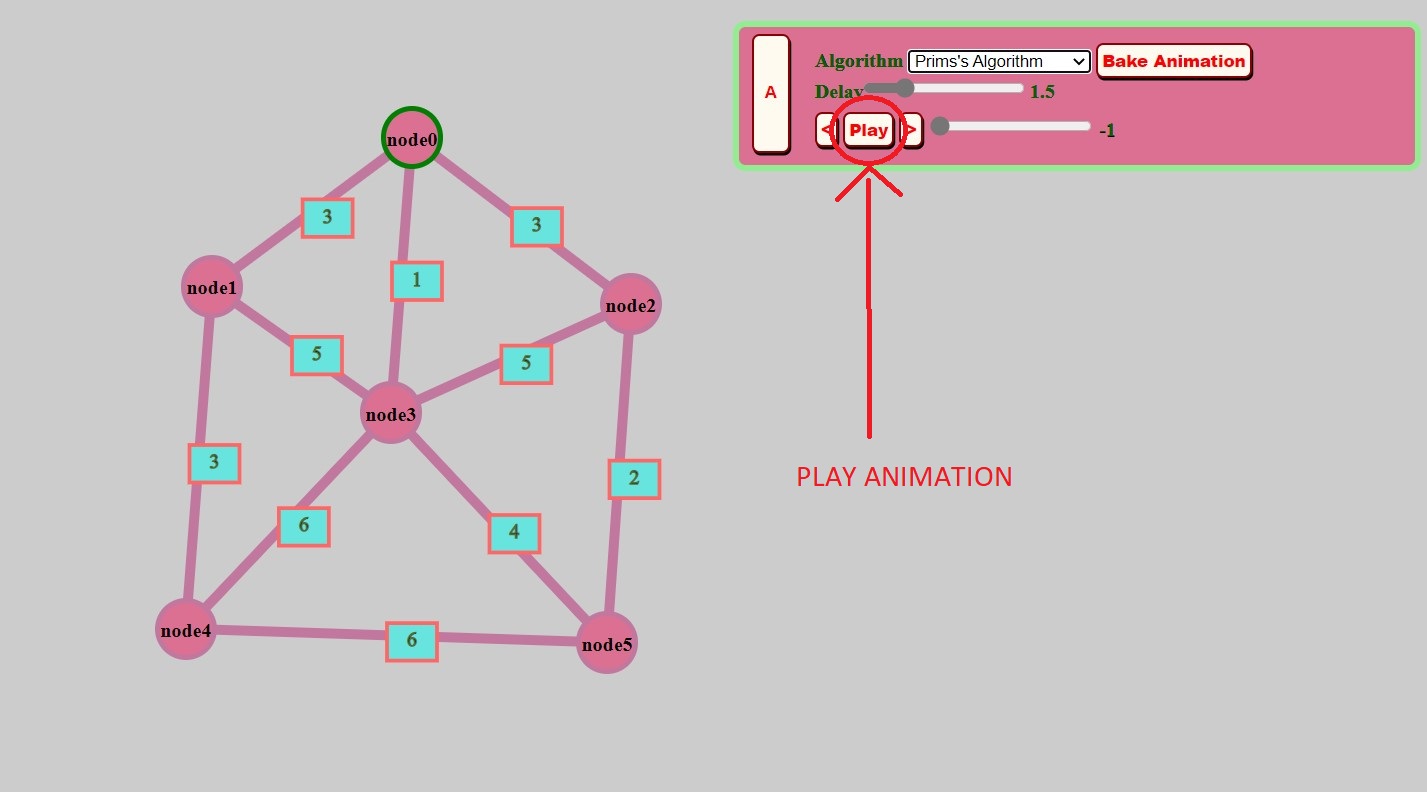 Algorithm Prims's Algorithm Bake Animation
A
Delay 1.5
< Play > -1
node0
3
3
1
node1
node2
5
5
node3
3
PLAY ANIMATION
2
6
4
node4
6
node5